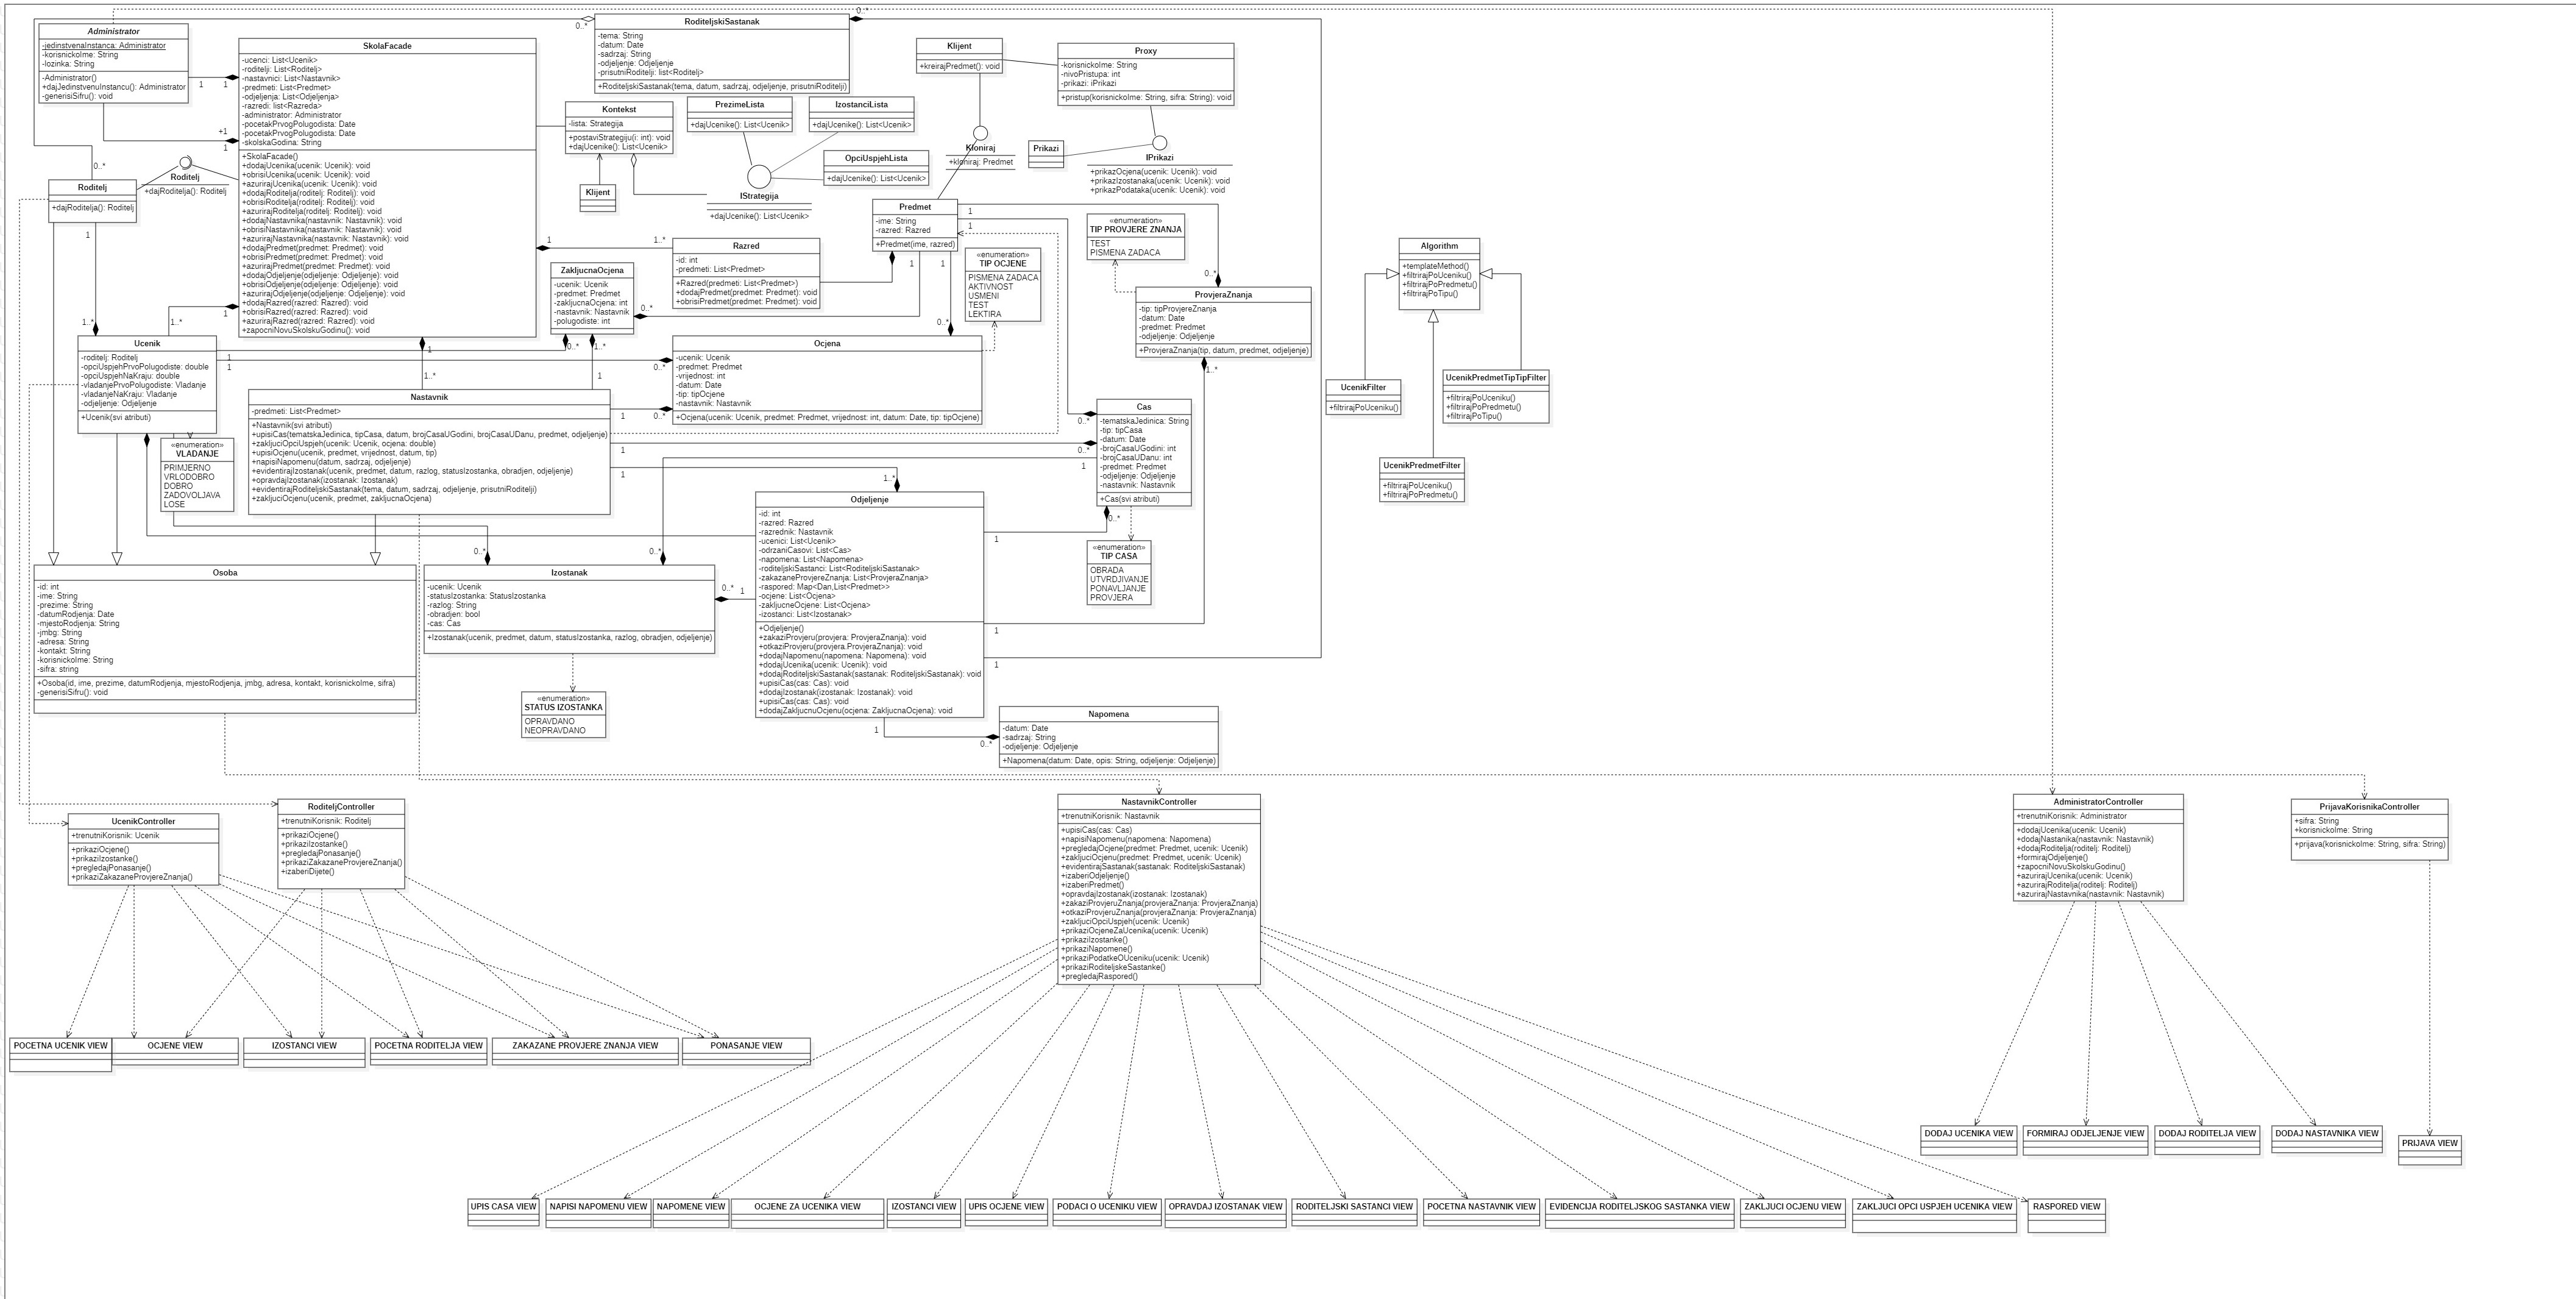 Administrator
-jedinstvenaInstanca: Administrator
-korisnickoIme: String
-lozinka: String
-Administrator()
+dajJedinstvenuInstancu(): Administrator
-generisiSifru(): void
1
1
+1
1
SkolaFacade
-ucenci: List<Ucenik>
-roditelji: List<Roditelj>
-nastavnici: List<Nastavnik>
-predmeti: List<Predmet>
-odjeljenja: List<Odjeljenja>
-razredi: list<Razreda>
-administrator: Administrator
-pocetakPrvogPolugodista: Date
-pocetakPrvogPolugodista: Date
-skolskaGodina: String
+SkolaFacade()
+dodajUcenika(ucenik: Ucenik): void
+obrisiUcenika(ucenik: Ucenik): void
+azurirajUcenika(ucenik: Ucenik): void
+dodajRoditelja(roditelj: Roditelj): void
+obrisiRoditelja(roditelj: Roditelj): void
+azurirajRoditelja(roditelj: Roditelj): void
+dodajNastavnika(nastavnik: Nastavnik): void
+obrisiNastavnika(nastavnik: Nastavnik): void
+azurirajNastavnika(nastavnik: Nastavnik): void
+dodajPredmet(predmet: Predmet): void
+obrisiPredmet(predmet: Predmet): void
+azurirajPredmet(predmet: Predmet): void
+dodajOdjeljenje(odjeljenje: Odjeljenje): void
+obrisiOdjeljenje(odjeljenje: Odjeljenje): void
+azurirajOdjeljenje(odjeljenje: Odjeljenje): void
+dodajRazred(razred: Razred): void
+obrisiRazred(razred: Razred): void
+azurirajRazred(razred: Razred): void
+zapocniNovuSkolskuGodinu(): void
0..*
0..*
RoditeljskiSastanak
-tema: String
-datum: Date
-sadrzaj: String
-odjeljenje: Odjeljenje
-prisutniRoditelji: list<Roditelj>
+RoditeljskiSastanak(tema, datum, sadrzaj, odjeljenje, prisutniRoditelji)
Klijent
+kreirajPredmet(): void
Proxy
-korisnickoIme: String
-nivoPristupa: int
-prikazi: iPrikazi
+pristup(korisnickoIme: String, sifra: String): void
Kontekst
-lista: Strategija
+postaviStrategiju(i: int): void
+dajUcenike(): List<Ucenik>
PrezimeLista
+dajUcenike(): List<Ucenik>
IzostanciLista
+dajUcenike(): List<Ucenik>
OpciUspjehLista
+dajUcenike(): List<Ucenik>
Klijent
IStrategija
+dajUcenike(): List<Ucenik>
Kloniraj
+kloniraj: Predmet
Prikazi
IPrikazi
+prikazOcjena(ucenik: Ucenik): void
+prikazIzostanaka(ucenik: Ucenik): void
+prikazPodataka(ucenik: Ucenik): void
0..*
Roditelj
+dajRoditelja(): Roditelj
Roditelj
+dajRoditelja(): Roditelj
1
1..*
1
1..*
Predmet
-ime: String
-razred: Razred
+Predmet(ime, razred)
1
1
1
1
«enumeration»
TIP PROVJERE ZNANJA
TEST
PISMENA ZADACA
1
1..*
Razred
-id: int
-predmeti: List<Predmet>
+Razred(predmeti: List<Predmet>)
+dodajPredmet(predmet: Predmet): void
+obrisiPredmet(predmet: Predmet): void
«enumeration»
TIP OCJENE
PISMENA ZADACA
AKTIVNOST
USMENI
TEST
LEKTIRA
ZakljucnaOcjena
-ucenik: Ucenik
-predmet: Predmet
-zakljucnaOcjena: int
-nastavnik: Nastavnik
-polugodiste: int
0..*
0..*
1..*
1
0..*
ProvjeraZnanja
-tip: tipProvjereZnanja
-datum: Date
-predmet: Predmet
-odjeljenje: Odjeljenje
+ProvjeraZnanja(tip, datum, predmet, odjeljenje)
1..*
Algorithm
+templateMethod()
+filtrirajPoUceniku()
+filtrirajPoPredmetu()
+filtrirajPoTipu()
UcenikFilter
+filtrirajPoUceniku()
UcenikPredmetTipTipFilter
+filtrirajPoUceniku()
+filtrirajPoPredmetu()
+filtrirajPoTipu()
UcenikPredmetFilter
+filtrirajPoUceniku()
+filtrirajPoPredmetu()
Ucenik
-roditelj: Roditelj
-opciUspjehPrvoPolugodiste: double
-opciUspjehNaKraju: double
-vladanjePrvoPolugodiste: Vladanje
-vladanjeNaKraju: Vladanje
-odjeljenje: Odjeljenje
+Ucenik(svi atributi)
1
1
1
1..*
0..*
0..*
Ocjena
-ucenik: Ucenik
-predmet: Predmet
-vrijednost: int
-datum: Date
-tip: tipOcjene
-nastavnik: Nastavnik
+Ocjena(ucenik: Ucenik, predmet: Predmet, vrijednost: int, datum: Date, tip: tipOcjene)
0..*
Nastavnik
-predmeti: List<Predmet>
+Nastavnik(svi atributi)
+upisiCas(tematskaJedinica, tipCasa, datum, brojCasaUGodini, brojCasaUDanu, predmet, odjeljenje)
+zakljuciOpciUspjeh(ucenik: Ucenik, ocjena: double)
+upisiOcjenu(ucenik, predmet, vrijednost, datum, tip)
+napisiNapomenu(datum, sadrzaj, odjeljenje)
+evidentirajIzostanak(ucenik, predmet, datum, razlog, statusIzostanka, obradjen, odjeljenje)
+opravdajIzostanak(izostanak: Izostanak)
+evidentirajRoditeljskiSastanak(tema, datum, sadrzaj, odjeljenje, prisutniRoditelji)
+zakljuciOcjenu(ucenik, predmet, zakljucnaOcjena)
1
1
1
«enumeration»
VLADANJE
PRIMJERNO
VRLODOBRO
DOBRO
ZADOVOLJAVA
LOSE
Cas
-tematskaJedinica: String
-tip: tipCasa
-datum: Date
-brojCasaUGodini: int
-brojCasaUDanu: int
-predmet: Predmet
-odjeljenje: Odjeljenje
-nastavnik: Nastavnik
+Cas(svi atributi)
0..*
0..*
1
0..*
«enumeration»
TIP CASA
OBRADA
UTVRDJIVANJE
PONAVLJANJE
PROVJERA
1..*
Odjeljenje
-id: int
-razred: Razred
-razrednik: Nastavnik
-ucenici: List<Ucenik>
-odrzaniCasovi: List<Cas>
-napomena: List<Napomena>
-roditeljskiSastanci: List<RoditeljskiSastanak>
-zakazaneProvjereZnanja: List<ProvjeraZnanja>
-raspored: Map<Dan,List<Predmet>>
-ocjene: List<Ocjena>
-zakljucneOcjene: List<Ocjena>
-izostanci: List<Izostanak>
+Odjeljenje()
+zakaziProvjeru(provjera: ProvjeraZnanja): void
+otkaziProvjeru(provjera:ProvjeraZnanja): void
+dodajNapomenu(napomena: Napomena): void
+dodajUcenika(ucenik: Ucenik): void
+dodajRoditeljskiSastanak(sastanak: RoditeljskiSastanak): void
+upisiCas(cas: Cas): void
+dodajIzostanak(izostanak: Izostanak): void
+upisiCas(cas: Cas): void
+dodajZakljucnuOcjenu(ocjena: ZakljucnaOcjena): void
1
1
1
1
1
Osoba
-id: int
-ime: String
-prezime: String
-datumRodjenja: Date
-mjestoRodjenja: String
-jmbg: String
-adresa: String
-kontakt: String
-korisnickoIme: String
-sifra: string
+Osoba(id, ime, prezime, datumRodjenja, mjestoRodjenja, jmbg, adresa, kontakt, korisnickoIme, sifra)
-generisiSifru(): void
0..*
0..*
Izostanak
-ucenik: Ucenik
-statusIzostanka: StatusIzostanka
-razlog: String
-obradjen: bool
-cas: Cas
+Izostanak(ucenik, predmet, datum, statusIzostanka, razlog, obradjen, odjeljenje)
0..*
«enumeration»
STATUS IZOSTANKA
OPRAVDANO
NEOPRAVDANO
Napomena
-datum: Date
-sadrzaj: String
-odjeljenje: Odjeljenje
+Napomena(datum: Date, opis: String, odjeljenje: Odjeljenje)
0..*
UcenikController
+trenutniKorisnik: Ucenik
+prikaziOcjene()
+prikaziIzostanke()
+pregledajPonasanje()
+prikaziZakazaneProvjereZnanja()
RoditeljController
+trenutniKorisnik: Roditelj
+prikaziOcjene()
+prikaziIzostanke()
+pregledajPonasanje()
+prikaziZakazaneProvjereZnanja()
+izaberiDijete()
NastavnikController
+trenutniKorisnik: Nastavnik
+upisiCas(cas: Cas)
+napisiNapomenu(napomena: Napomena)
+pregledajOcjene(predmet: Predmet, ucenik: Ucenik)
+zakljuciOcjenu(predmet: Predmet, ucenik: Ucenik)
+evidentirajSastanak(sastanak: RoditeljskiSastanak)
+izaberiOdjeljenje()
+izaberiPredmet()
+opravdajIzostanak(izostanak: Izostanak)
+zakaziProvjeruZnanja(provjeraZnanja: ProvjeraZnanja)
+otkaziProvjeruZnanja(provjeraZnanja: ProvjeraZnanja)
+zakljuciOpciUspjeh(ucenik: Ucenik)
+prikaziOcjeneZaUcenika(ucenik: Ucenik)
+prikaziIzostanke()
+prikaziNapomene()
+prikaziPodatkeOUceniku(ucenik: Ucenik)
+prikaziRoditeljskeSastanke()
+pregledajRaspored()
AdministratorController
+trenutniKorisnik: Administrator
+dodajUcenika(ucenik: Ucenik)
+dodajNastanika(nastavnik: Nastavnik)
+dodajRoditelja(roditelj: Roditelj)
+formirajOdjeljenje()
+zapocniNovuSkolskuGodinu()
+azurirajUcenika(ucenik: Ucenik)
+azurirajRoditelja(roditelj: Roditelj)
+azurirajNastavnika(nastavnik: Nastavnik)
PrijavaKorisnikaController
+sifra: String
+korisnickoIme: String
+prijava(korisnickoIme: String, sifra: String)
POCETNA UCENIK VIEW
OCJENE VIEW
IZOSTANCI VIEW
POCETNA RODITELJA VIEW
ZAKAZANE PROVJERE ZNANJA VIEW
PONASANJE VIEW
DODAJ UCENIKA VIEW
FORMIRAJ ODJELJENJE VIEW
DODAJ RODITELJA VIEW
DODAJ NASTAVNIKA VIEW
PRIJAVA VIEW
UPIS CASA VIEW
NAPISI NAPOMENU VIEW
NAPOMENE VIEW
OCJENE ZA UCENIKA VIEW
IZOSTANCI VIEW
UPIS OCJENE VIEW
PODACI O UCENIKU VIEW
OPRAVDAJ IZOSTANAK VIEW
RODITELJSKI SASTANCI VIEW
POCETNA NASTAVNIK VIEW
EVIDENCIJA RODITELJSKOG SASTANKA VIEW
ZAKLJUCI OCJENU VIEW
ZAKLJUCI OPCI USPJEH UCENIKA VIEW
RASPORED VIEW